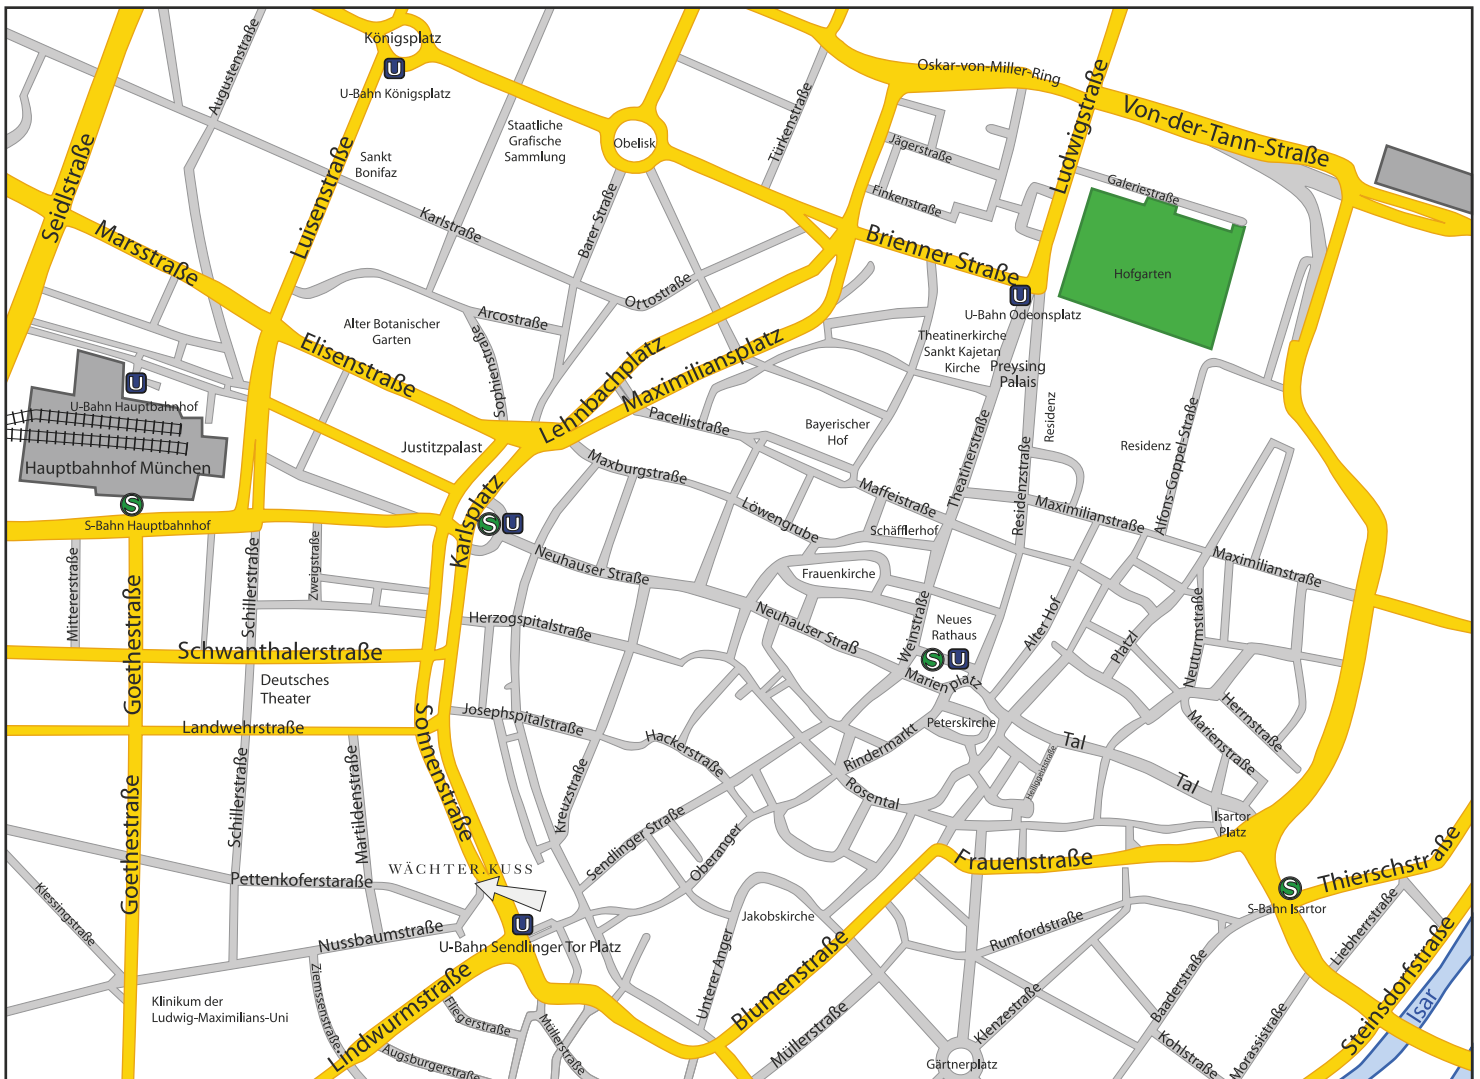 Königsplatz
U
U-Bahn Königsplatz
Augustenstraße
Seidlstraße
Luisenstraße
Sankt
Bonifaz
Staatliche
Grafische
Sammlung
Obelisk
Türkenstraße
Oskar-von-Miller-Ring
Ludwigstraße
Von-der-Tann-Straße
Jägerstraße
Finkenstraße
Galeriestraße
Hofgarten
Brienner Straße
U
U-Bahn Odeonsplatz
Marsstraße
Karlstraße
Barer Straße
Ottostraße
Arcostraße
Sophienstraße
Alter Botanischer
Garten
Elisenstraße
Lehnbachplatz
Maximiliansplatz
Theatinerkirche
Sankt Kajetan
Kirche
Preysing
Palais
Residenz
Residenz
U
U-Bahn Hauptbahnhof
Hauptbahnhof München
S
S-Bahn Hauptbahnhof
Justitzpalast
Pacellistraße
Bayerischer
Hof
Maxburgstraße
Löwengrube
Maffeistraße
Schäfflerhof
Theatinerstraße
Residenzstraße
Maximilianstraße
Alfons-Goppel-Straße
Maximilianstraße
Karlsplatz
S U
Neuhauser Straße
Frauenkirche
Neuhauser Straß
Weinstraße
Neues
Rathaus
S U
Marienplatz
Alter Hof
Platzl
Neuturmstraße
Herrnstraße
Marienstraße
Mittererstraße
Goethestraße
Schillerstraße
Zweigstraße
Herzogspitalstraße
Schwanthalerstraße
Deutsches
Theater
Landwehrstraße
Sonnenstraße
Josephspitalstraße
Hackerstraße
Kreuzstraße
Peterskirche
Rindermarkt
Rosental
Heiliggeiststraße
Tal
Tal
Isartor
Platz
Goethestraße
Schillerstraße
Martildenstraße
Sendlinger Straße
Oberanger
WÄCHTER.KUSS
Pettenkoferstaraße
Klessingstraße
Nussbaumstraße
U
U-Bahn Sendlinger Tor Platz
Jakobskirche
Unterer Anger
Blumenstraße
Frauenstraße
Rumfordstraße
S
S-Bahn Isartor
Thierschstraße
Liebherrstraße
Steinsdorfstraße
Isar
Klinikum der
Ludwig-Maximilians-Uni
Ziemssenstraße
Lindwurmstraße
Fliegerstraße
Augsburgerstraße
Müllerstraße
Müllerstraße
Gärtnerplatz
Klenzestraße
Baaderstraße
Kohlstraße
Morassistraße